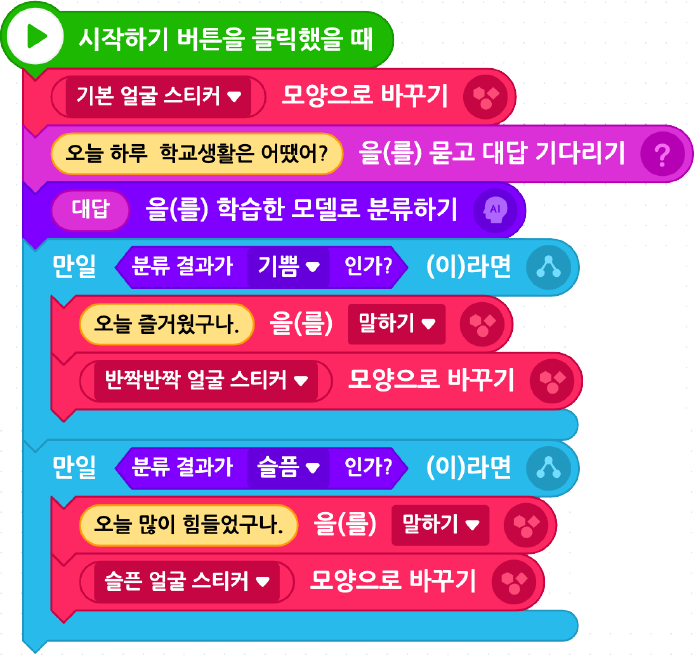 시작하기 버튼을 클릭했을 때
기본 얼굴 스티커 모양으로 바꾸기
오늘 하루 학교생활은 어땠어? 을(를) 묻고 대답 기다리기 ?
대답 을(를) 학습한 모델로 분류하기 AI
만일 분류 결과가 기쁨 인가? (이)라면
오늘 즐거웠구나. 을(를) 말하기
반짝반짝 얼굴 스티커 모양으로 바꾸기
만일 분류 결과가 슬픔 인가? (이)라면
오늘 많이 힘들었구나. 을(를) 말하기
슬픈 얼굴 스티커 모양으로 바꾸기